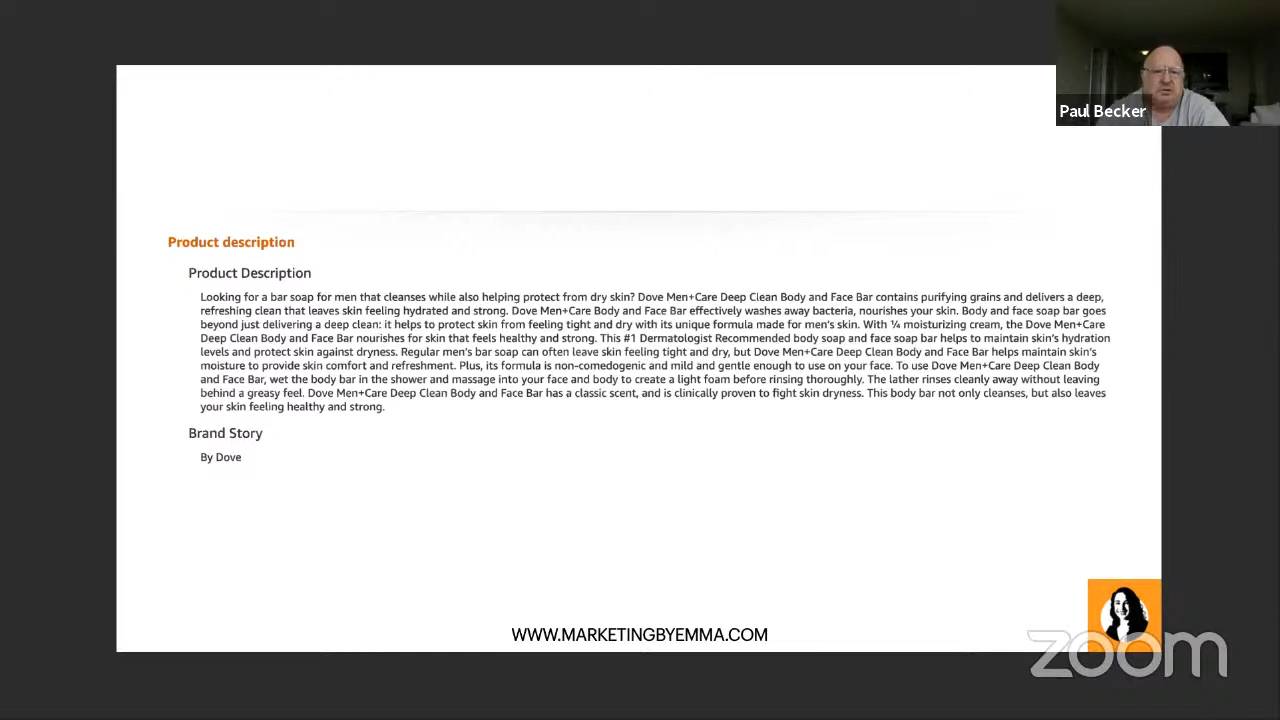 Paul Becker
Product description
Product Description
Looking for a bar soap for men that cleanses while also helping protect from dry skin? Dove Men+Care Deep Clean Body and Face Bar contains purifying grains and delivers a deep,
refreshing clean that leaves skin feeling hydrated and strong. Dove Men+Care Body and Face Bar effectively washes away bacteria, nourishes your skin. Body and face soap bar goes
beyond just delivering a deep clean: it helps to protect skin from feeling tight and dry with its unique formula made for men's skin. With ¼ moisturizing cream, the Dove Men+Care
Deep Clean Body and Face Bar nourishes for skin that feels healthy and strong. This #1 Dermatologist Recommended body soap and face soap bar helps to maintain skin's hydration
levels and protect skin against dryness. Regular men's bar soap can often leave skin feeling tight and dry, but Dove Men+Care Deep Clean Body and Face Bar helps maintain skin's
moisture to provide skin comfort and refreshment. Plus, its formula is non-comedogenic and mild and gentle enough to use on your face. To use Dove Men+Care Deep Clean Body
and Face Bar, wet the body bar in the shower and massage into your face and body to create a light foam before rinsing thoroughly. The lather rinses cleanly away without leaving
behind a greasy feel. Dove Men+Care Deep Clean Body and Face Bar has a classic scent, and is clinically proven to fight skin dryness. This body bar not only cleanses, but also leaves
your skin feeling healthy and strong.
Brand Story
By Dove
WWW.MARKETINGBYEMMA.COM
zoom